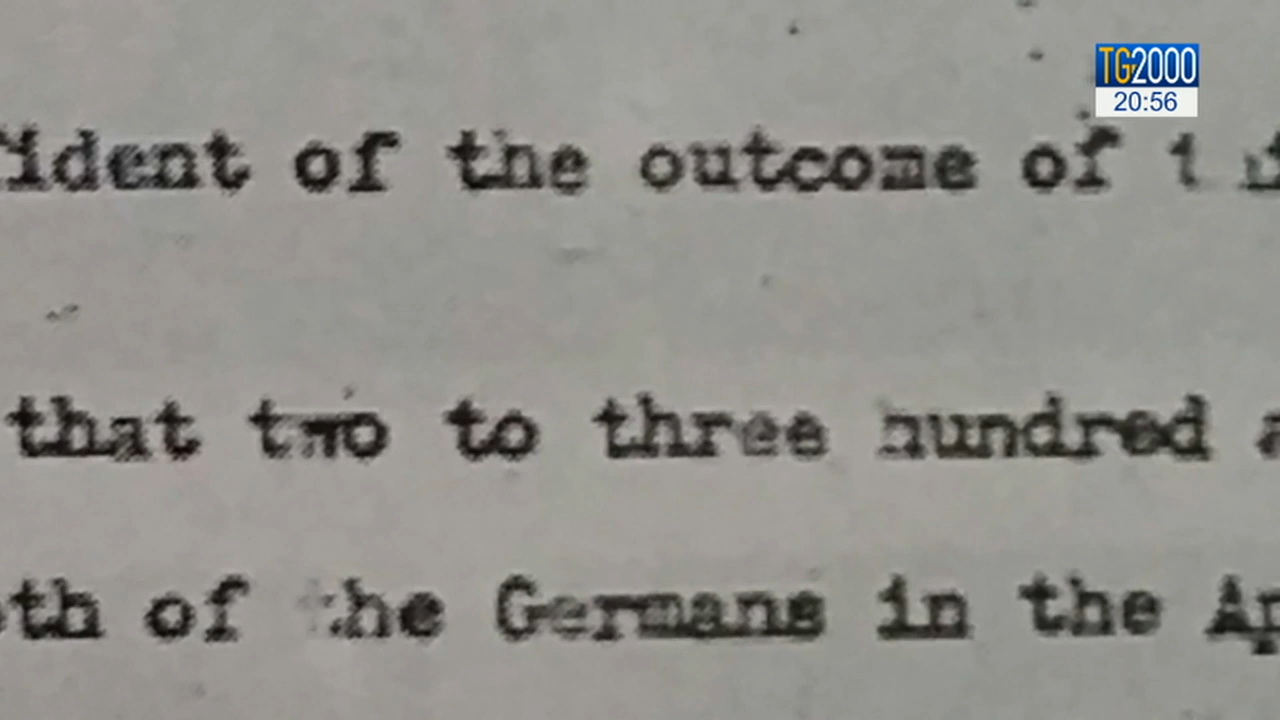 TG2000
20:56
ident of the outcome of
that two to three hundred
of the Germans in the